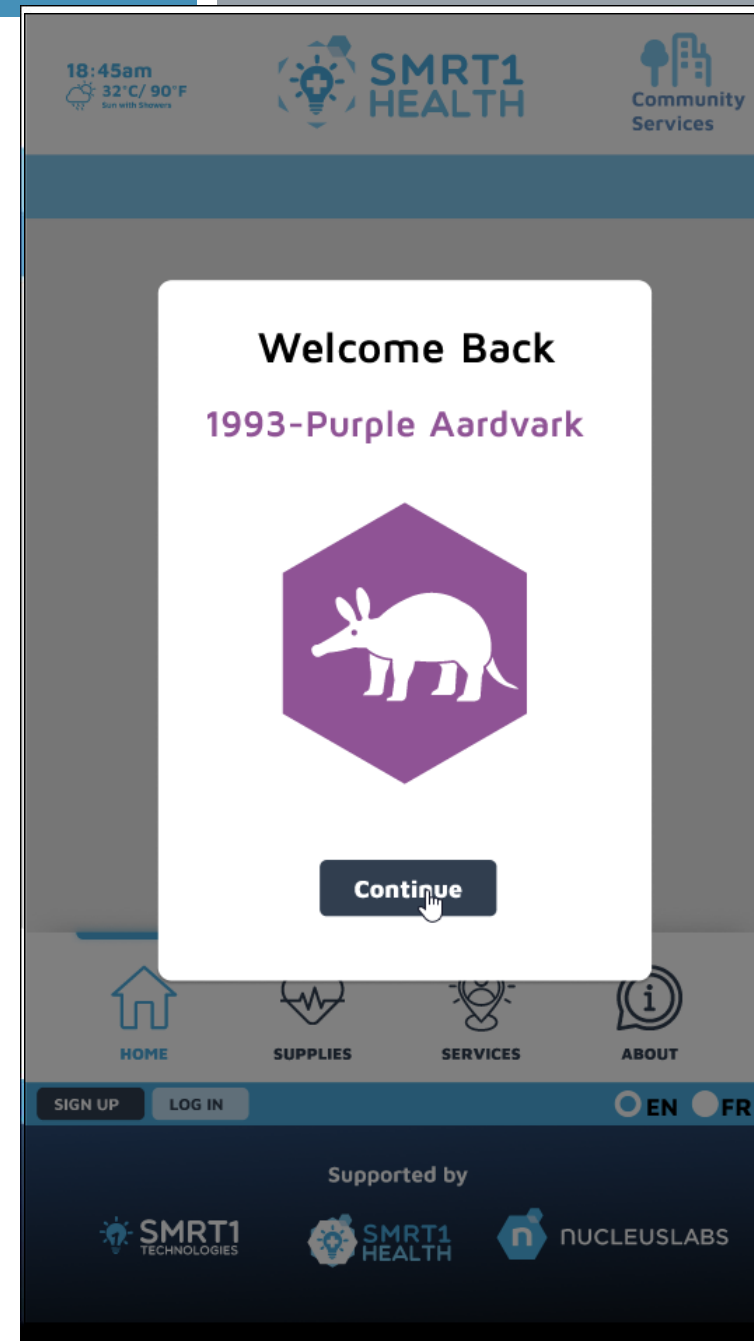 18:45am
32°C/ 90°F
Sun with Showers
SMRT1
HEALTH
Community
Services
Welcome Back
1993-Purple Aardvark
Continue
HOME
SUPPLIES
SERVICES
ABOUT
SIGN UP
LOG IN
EN
FR
Supported by
SMRT1
TECHNOLOGIES
SMRT1
HEALTH
n
NUCLEUSLABS